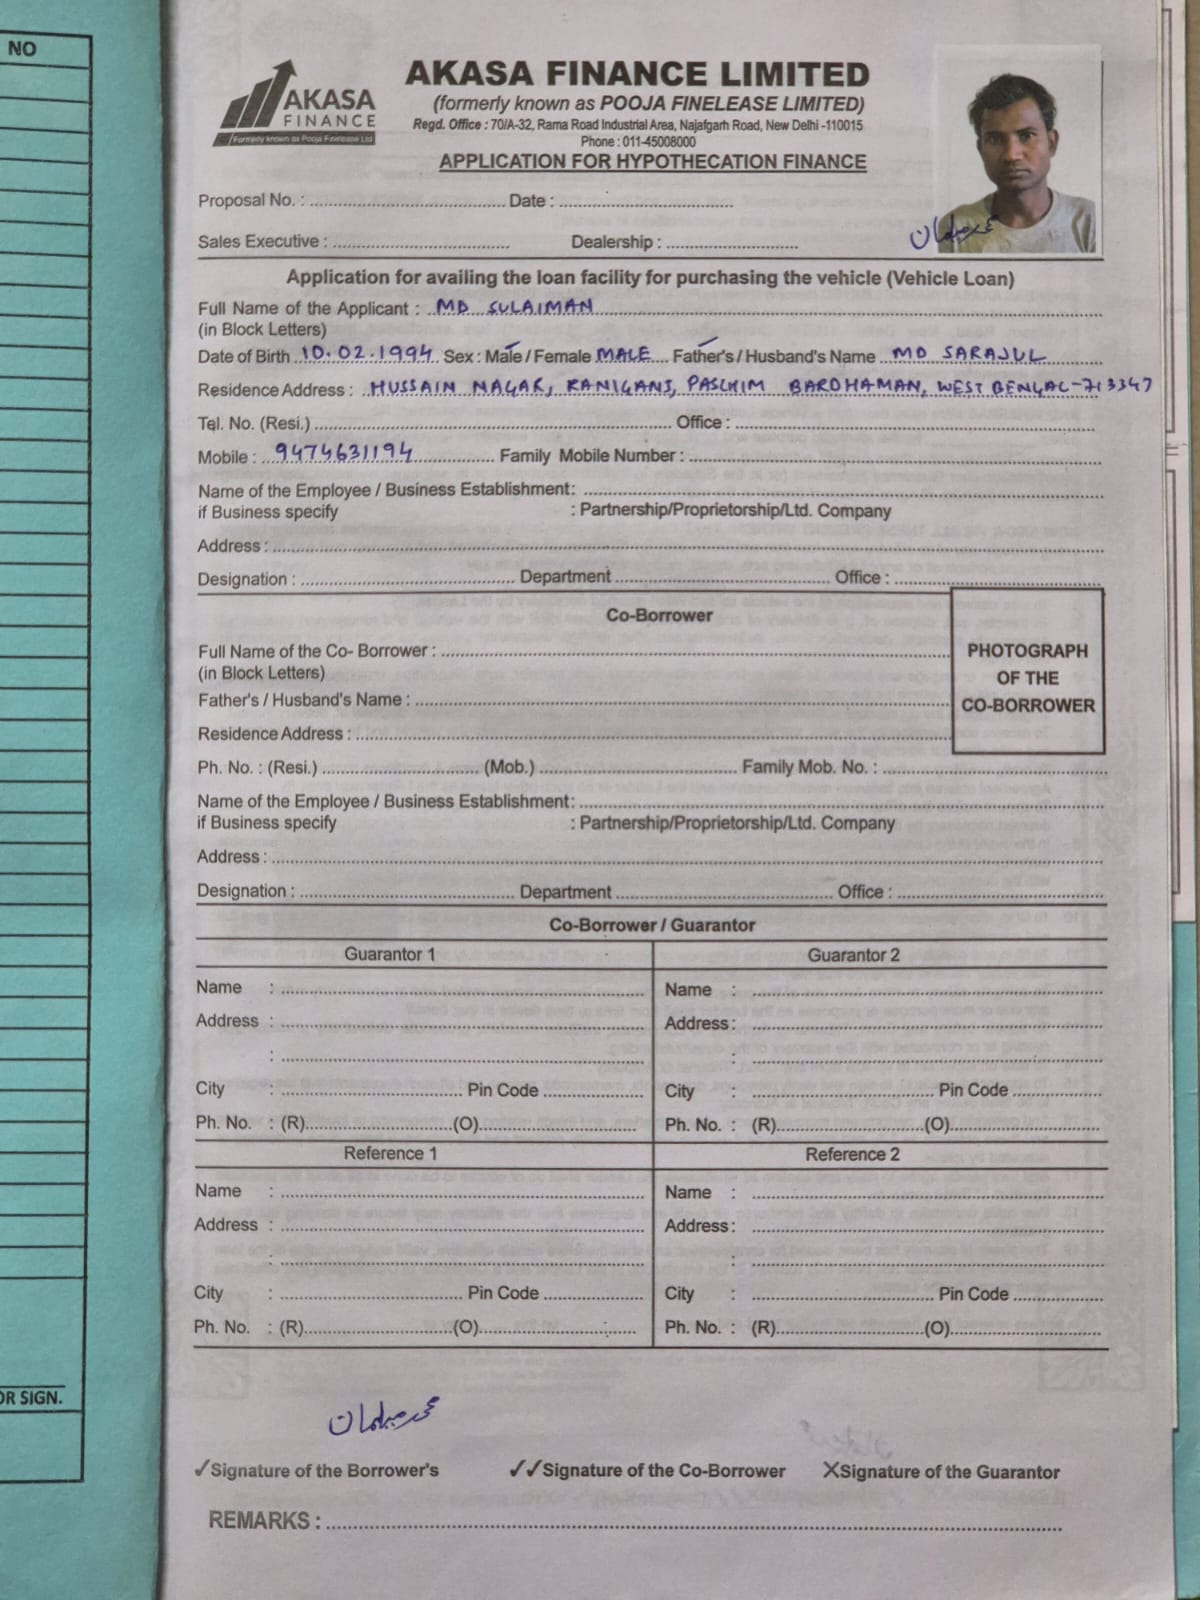 NO
AKASA
FINANCE
Formerly known as Pooja Finelease Ltd.
AKASA FINANCE LIMITED
(formerly known as POOJA FINELEASE LIMITED)
Regd. Office : 70/A-32, Rama Road Industrial Area, Najafgarh Road, New Delhi -110015
Phone : 011-45008000
APPLICATION FOR HYPOTHECATION FINANCE
Proposal No. : Date :
Sales Executive : Dealership :
محمد سلیمان
Application for availing the loan facility for purchasing the vehicle (Vehicle Loan)
Full Name of the Applicant : MD SULAIMAN
(in Block Letters)
Date of Birth 10.02.1994 Sex : Male / Female MALE Father's / Husband's Name MD SARAJUL
Residence Address : HUSSAIN NAGAR, RANIGANJ, PASCHIM BARDHAMAN, WEST BENGAL-713347
Tel. No. (Resi.) Office :
Mobile : 9474631194 Family Mobile Number :
Name of the Employee / Business Establishment:
if Business specify : Partnership/Proprietorship/Ltd. Company
Address :
Designation : Department Office :
Co-Borrower
Full Name of the Co- Borrower :
(in Block Letters)
Father's / Husband's Name :
Residence Address :
PHOTOGRAPH
OF THE
CO-BORROWER
Ph. No. : (Resi.) (Mob.) Family Mob. No. :
Name of the Employee / Business Establishment:
if Business specify : Partnership/Proprietorship/Ltd. Company
Address :
Designation : Department Office :
Co-Borrower / Guarantor
Guarantor 1 Guarantor 2
Name : Name :
Address : Address :
: :
City : Pin Code City : Pin Code
Ph. No. : (R) (O) Ph. No. : (R) (O)
Reference 1 Reference 2
Name : Name :
Address : Address :
: :
City : Pin Code City : Pin Code
Ph. No. : (R) (O) Ph. No. : (R) (O)
OR SIGN.
محمد سلیمان
✓Signature of the Borrower's ✓✓Signature of the Co-Borrower XSignature of the Guarantor
REMARKS :